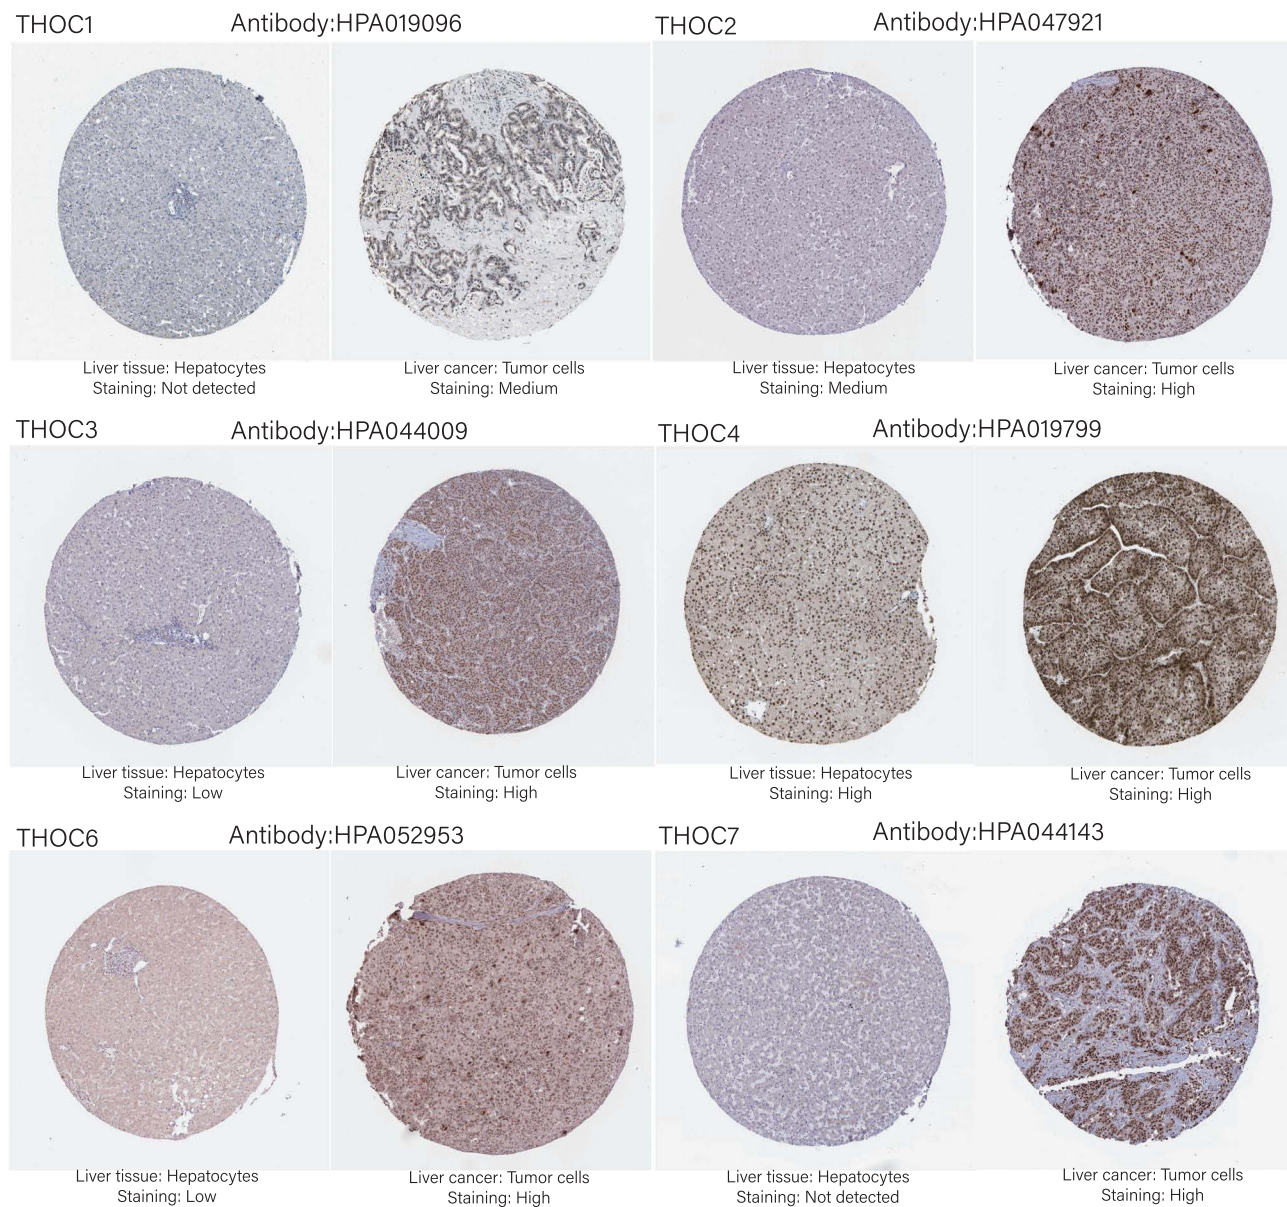 THOC1
Antibody:HPA019096
THOC2
Antibody:HPA047921
Liver tissue: Hepatocytes
Staining: Not detected
Liver cancer: Tumor cells
Staining: Medium
Liver tissue: Hepatocytes
Staining: Medium
Liver cancer: Tumor cells
Staining: High
THOC3
Antibody:HPA044009
THOC4
Antibody:HPA019799
Liver tissue: Hepatocytes
Staining: Low
Liver cancer: Tumor cells
Staining: High
Liver tissue: Hepatocytes
Staining: High
Liver cancer: Tumor cells
Staining: High
THOC6
Antibody:HPA052953
THOC7
Antibody:HPA044143
Liver tissue: Hepatocytes
Staining: Low
Liver cancer: Tumor cells
Staining: High
Liver tissue: Hepatocytes
Staining: Not detected
Liver cancer: Tumor cells
Staining: High